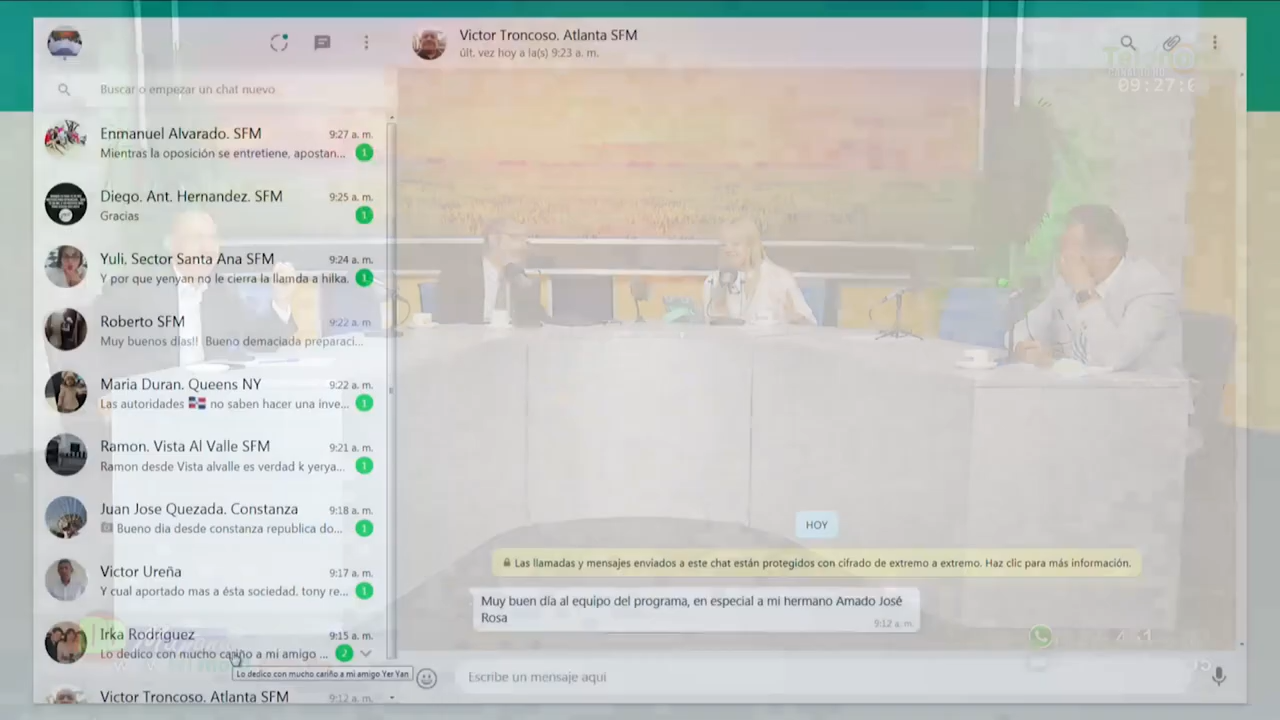 Victor Troncoso. Atlanta SFM
últ. vez hoy a la(s) 9:23 a. m.
Buscar o empezar un chat nuevo
Enmanuel Alvarado. SFM
9:27 a. m.
Mientras la oposición se entretiene, apostan...
1
Diego. Ant. Hernandez. SFM
9:25 a. m.
Gracias
1
Yuli. Sector Santa Ana SFM
9:24 a. m.
Y por que yenyan no le cierra la llamda a hilka.
1
Roberto SFM
9:22 a. m.
Muy buenos días!! Bueno demaciada preparaci...
Maria Duran. Queens NY
9:22 a. m.
Las autoridades 🇩🇴 no saben hacer una inve...
1
Ramon. Vista Al Valle SFM
9:21 a. m.
Ramon desde Vista alvalle es verdad k yerya...
1
Juan Jose Quezada. Constanza
9:18 a. m.
Bueno dia desde constanza republica do...
1
Victor Ureña
9:17 a. m.
Y cual aportado mas a ésta sociedad, tony re...
1
Irka Rodriguez
9:15 a. m.
Lo dedico con mucho cariño a mi amigo ...
2
Lo dedico con mucho cariño a mi amigo Yer Yan
Victor Troncoso. Atlanta SFM
9:12 a. m.
HOY
Las llamadas y mensajes enviados a este chat están protegidos con cifrado de extremo a extremo. Haz clic para más información.
Muy buen día al equipo del programa, en especial a mi hermano Amado José
Rosa
9:12 a. m.
Escribe un mensaje aquí
09:27:0